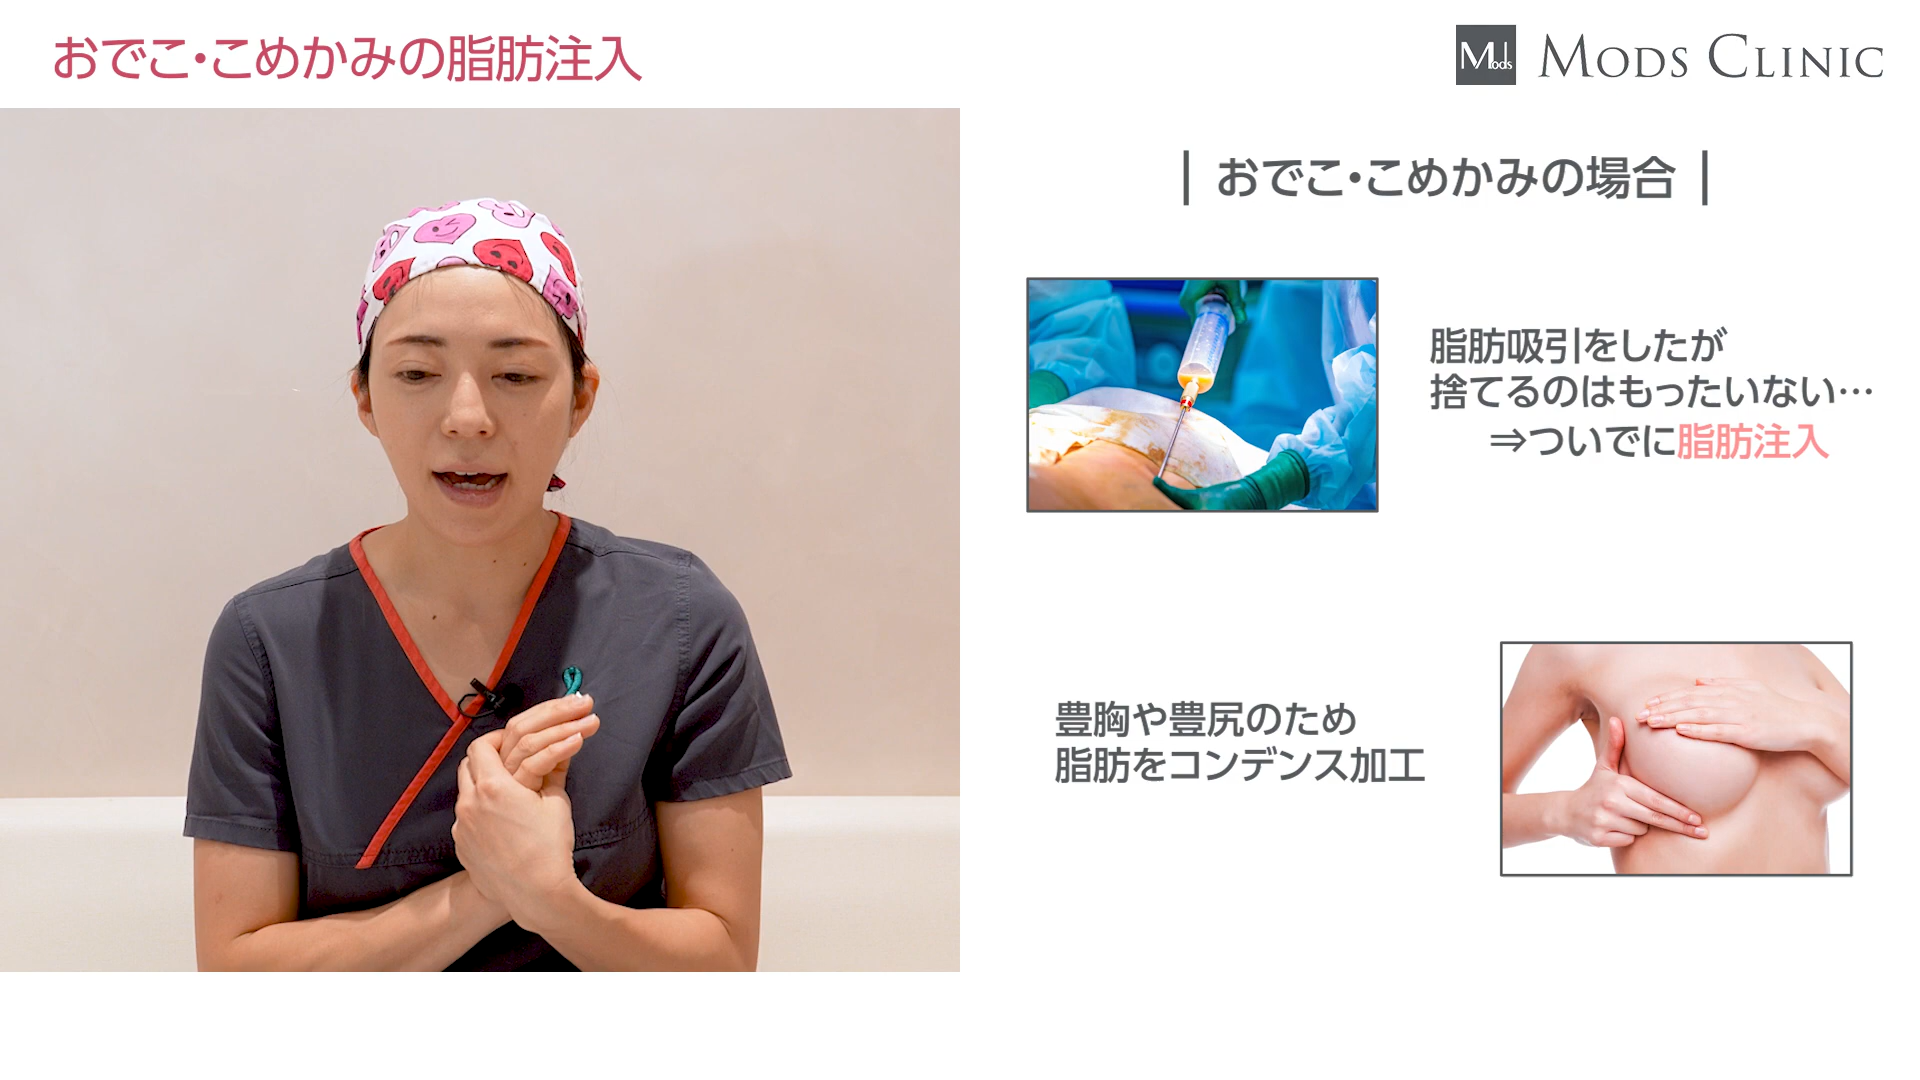 おでこ・こめかみの脂肪注入
Mods
MODS CLINIC
おでこ・こめかみの場合
脂肪吸引をしたが
捨てるのはもったいない…
⇒ついでに脂肪注入
豊胸や豊尻のため
脂肪をコンデンス加工